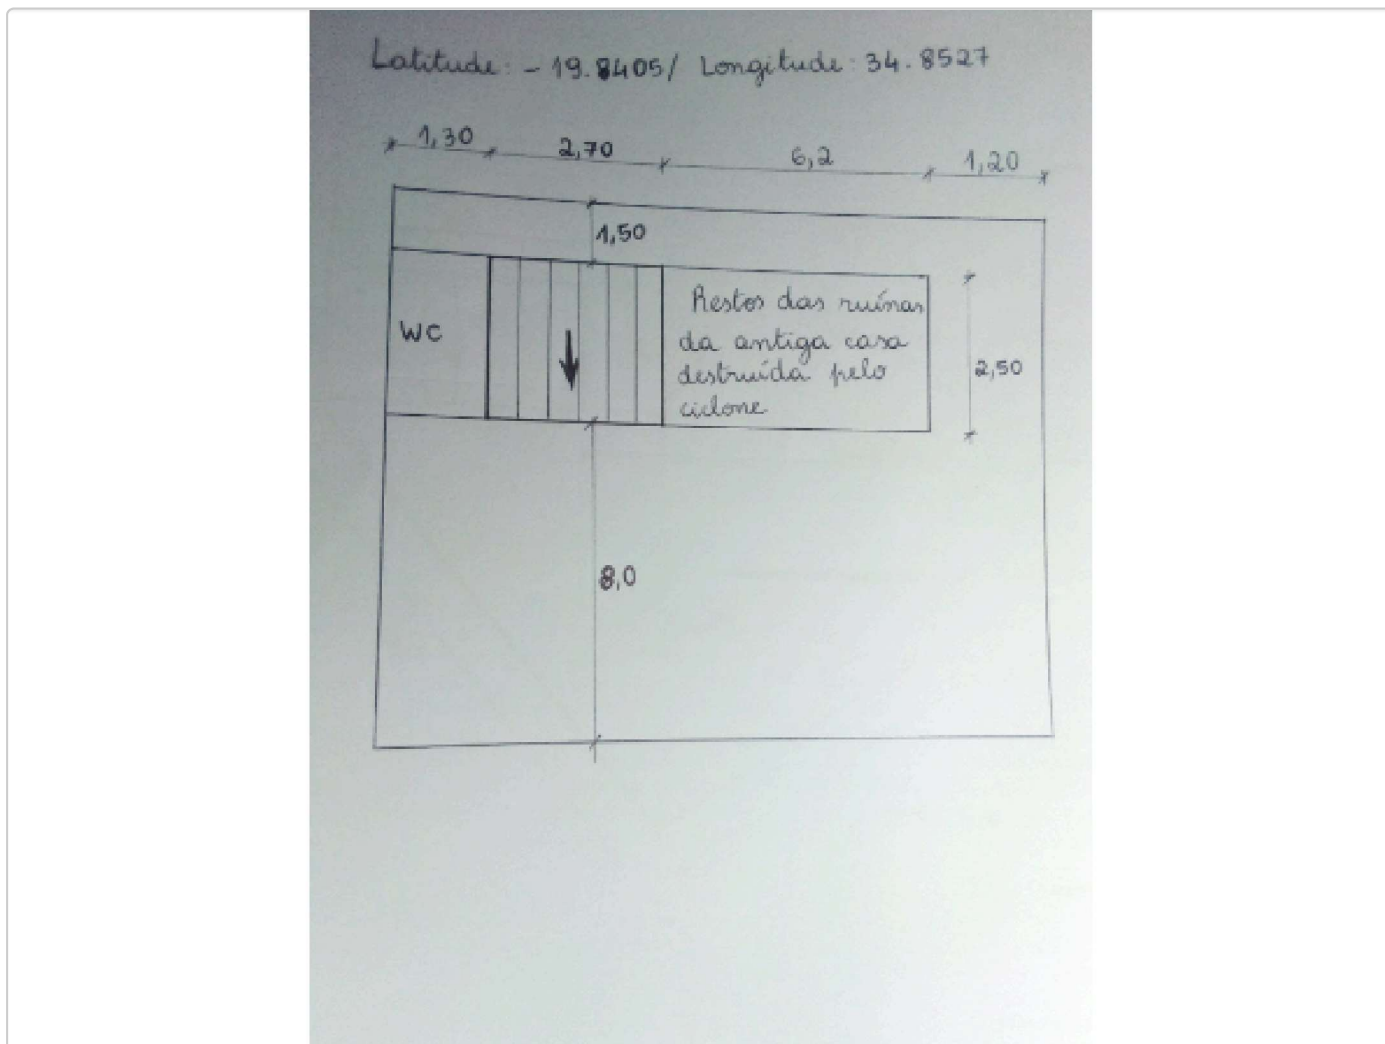 Latitude: - 19.8405/ Longitude: 34.8527
1,30 2,70 6,2 1,20
1,50
WC
Restos das ruínas
da antiga casa
destruída pelo
ciclone
2,50
8,0